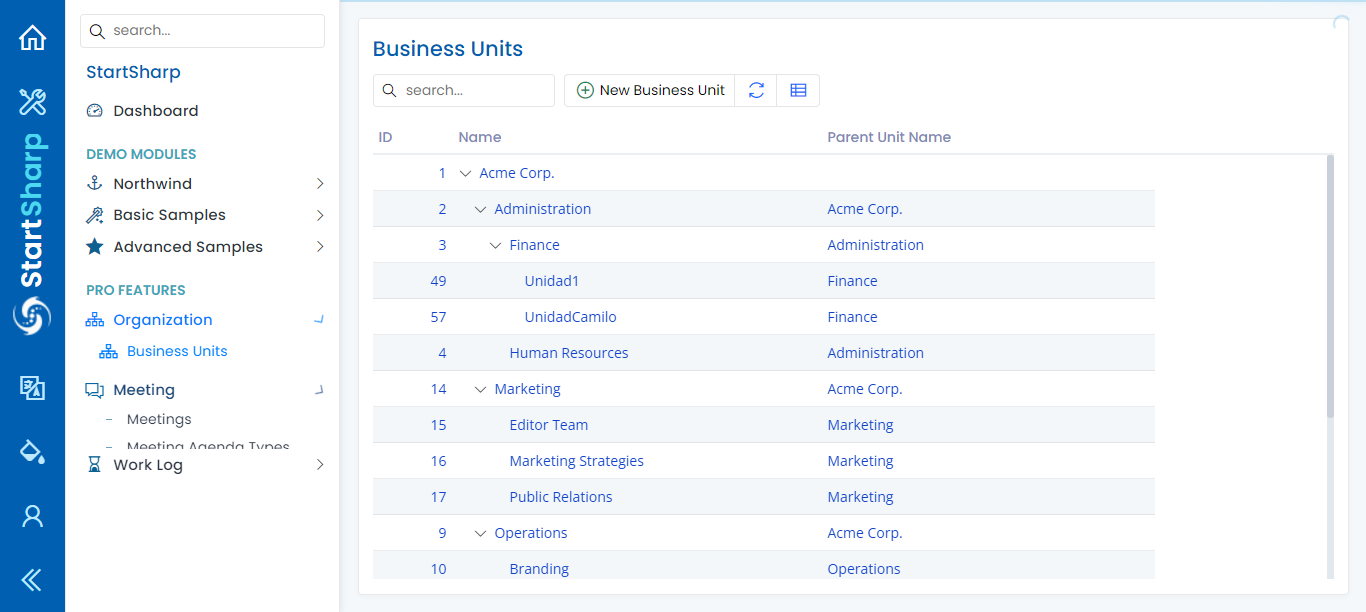 StartSharp
search...
StartSharp
Dashboard
DEMO MODULES
Northwind
Basic Samples
Advanced Samples
PRO FEATURES
Organization
Business Units
Meeting
Meetings
Meeting Agenda Types
Work Log
Business Units
search...
New Business Unit
ID Name Parent Unit Name
1 Acme Corp.
2 Administration Acme Corp.
3 Finance Administration
49 Unidad1 Finance
57 UnidadCamilo Finance
4 Human Resources Administration
14 Marketing Acme Corp.
15 Editor Team Marketing
16 Marketing Strategies Marketing
17 Public Relations Marketing
9 Operations Acme Corp.
10 Branding Operations